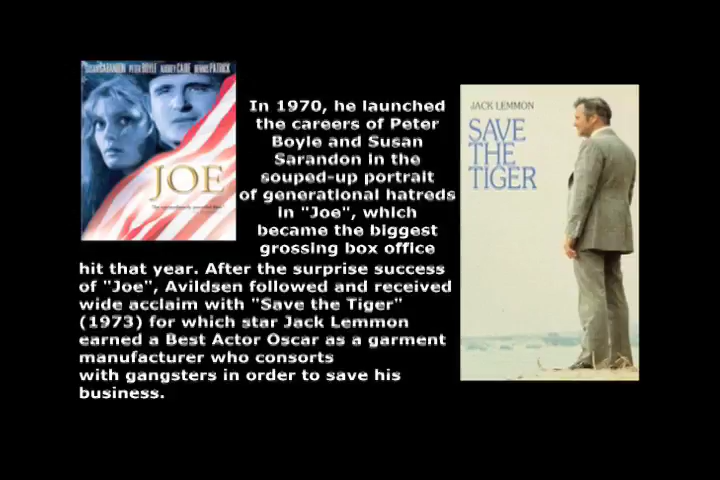 SUSAN SARANDON PETER BOYLE AUDREY CAIRE DENNIS PATRICK
JOE
In 1970, he launched
the careers of Peter
Boyle and Susan
Sarandon in the
souped-up portrait
of generational hatreds
in "Joe", which
became the biggest
grossing box office
hit that year. After the surprise success
of "Joe", Avildsen followed and received
wide acclaim with "Save the Tiger"
(1973) for which star Jack Lemmon
earned a Best Actor Oscar as a garment
manufacturer who consorts
with gangsters in order to save his
business.
JACK LEMMON
SAVE
THE
TIGER